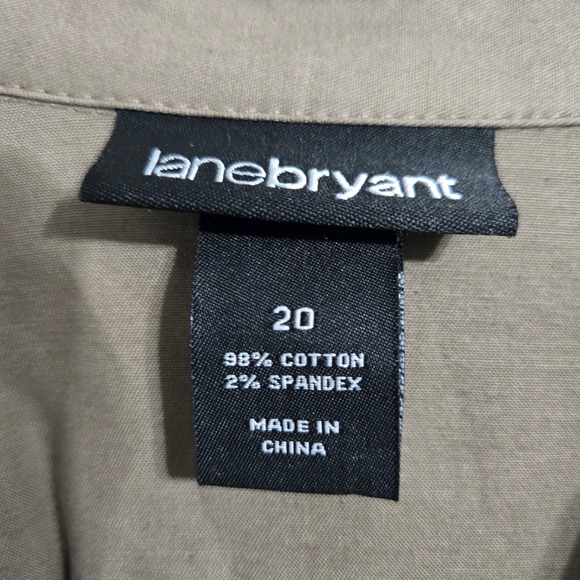 lanebryant
20
98% COTTON
2% SPANDEX
MADE IN
CHINA